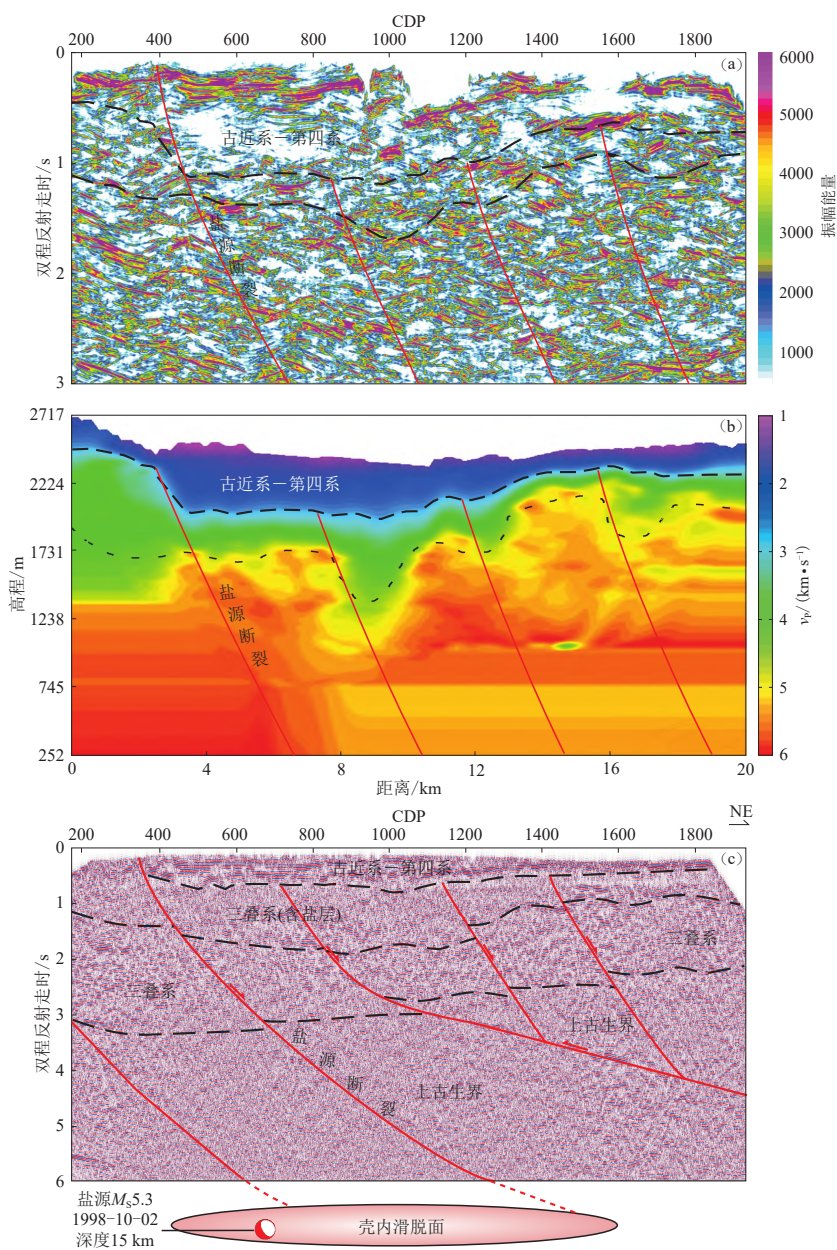 CDP
200 400 600 800 1000 1200 1400 1600 1800
0
1
2
3
双程反射走时/s
(a)
古近系－第四系
盐源断裂
6000
5000
4000
3000
2000
1000
振幅能量
2717
2224
1731
1238
745
252
高程/m
(b)
古近系－第四系
盐源断裂
0 4 8 12 16 20
距离/km
1
2
3
4
5
6
vP/(km•s⁻¹)
NE
CDP
200 400 600 800 1000 1200 1400 1600 1800
0
1
2
3
4
5
6
双程反射走时/s
(c)
古近系－第四系
三叠系(含盐层)
三叠系
三叠系
上古生界
盐源断裂
上古生界
盐源MS5.3
1998-10-02
深度15 km
壳内滑脱面